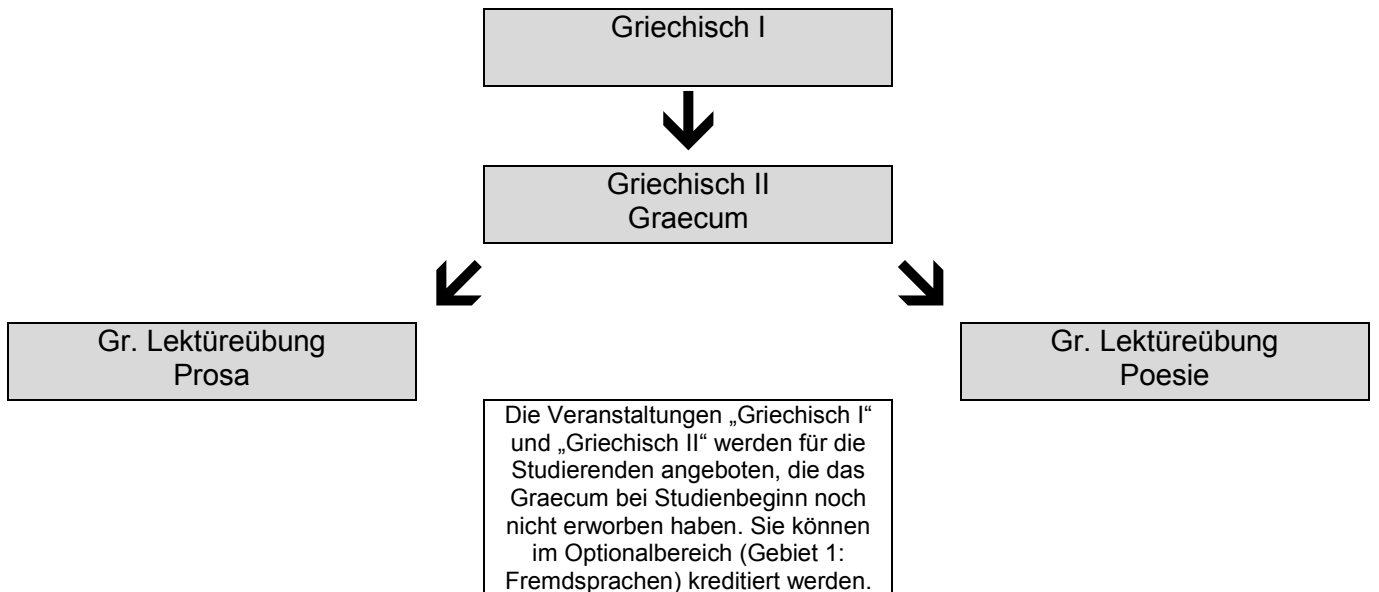 Griechisch I
Griechisch II
Graecum
Gr. Lektüreübung
Prosa
Gr. Lektüreübung
Poesie
Die Veranstaltungen „Griechisch I“
und „Griechisch II“ werden für die
Studierenden angeboten, die das
Graecum bei Studienbeginn noch
nicht erworben haben. Sie können
im Optionalbereich (Gebiet 1:
Fremdsprachen) kreditiert werden.